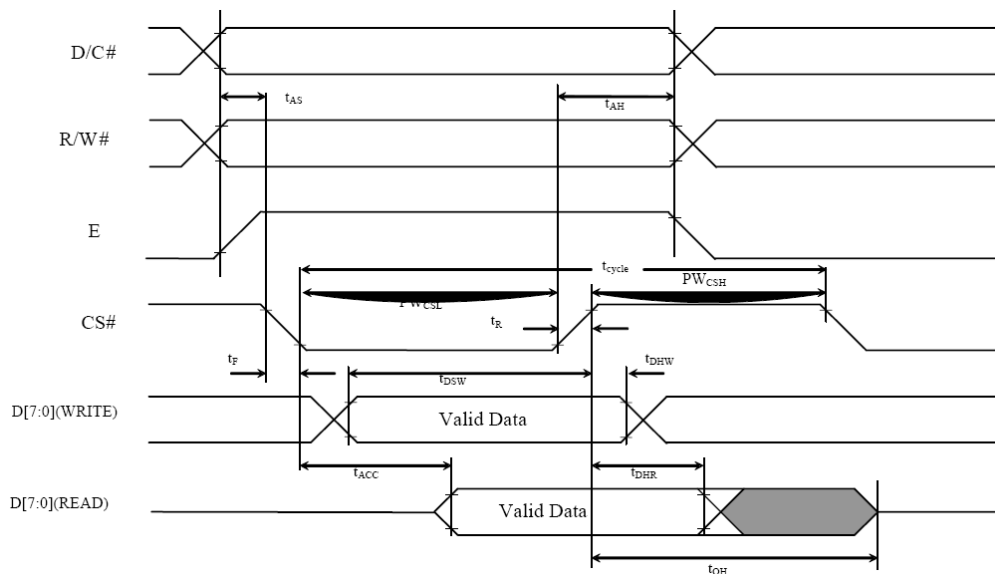 D/C#
tAS
tAH
R/W#
E
tcycle
PWCSL
PWCSH
CS#
tR
tF
tDSW
tDHW
D[7:0](WRITE)
Valid Data
tACC
tDHR
D[7:0](READ)
Valid Data
tOH